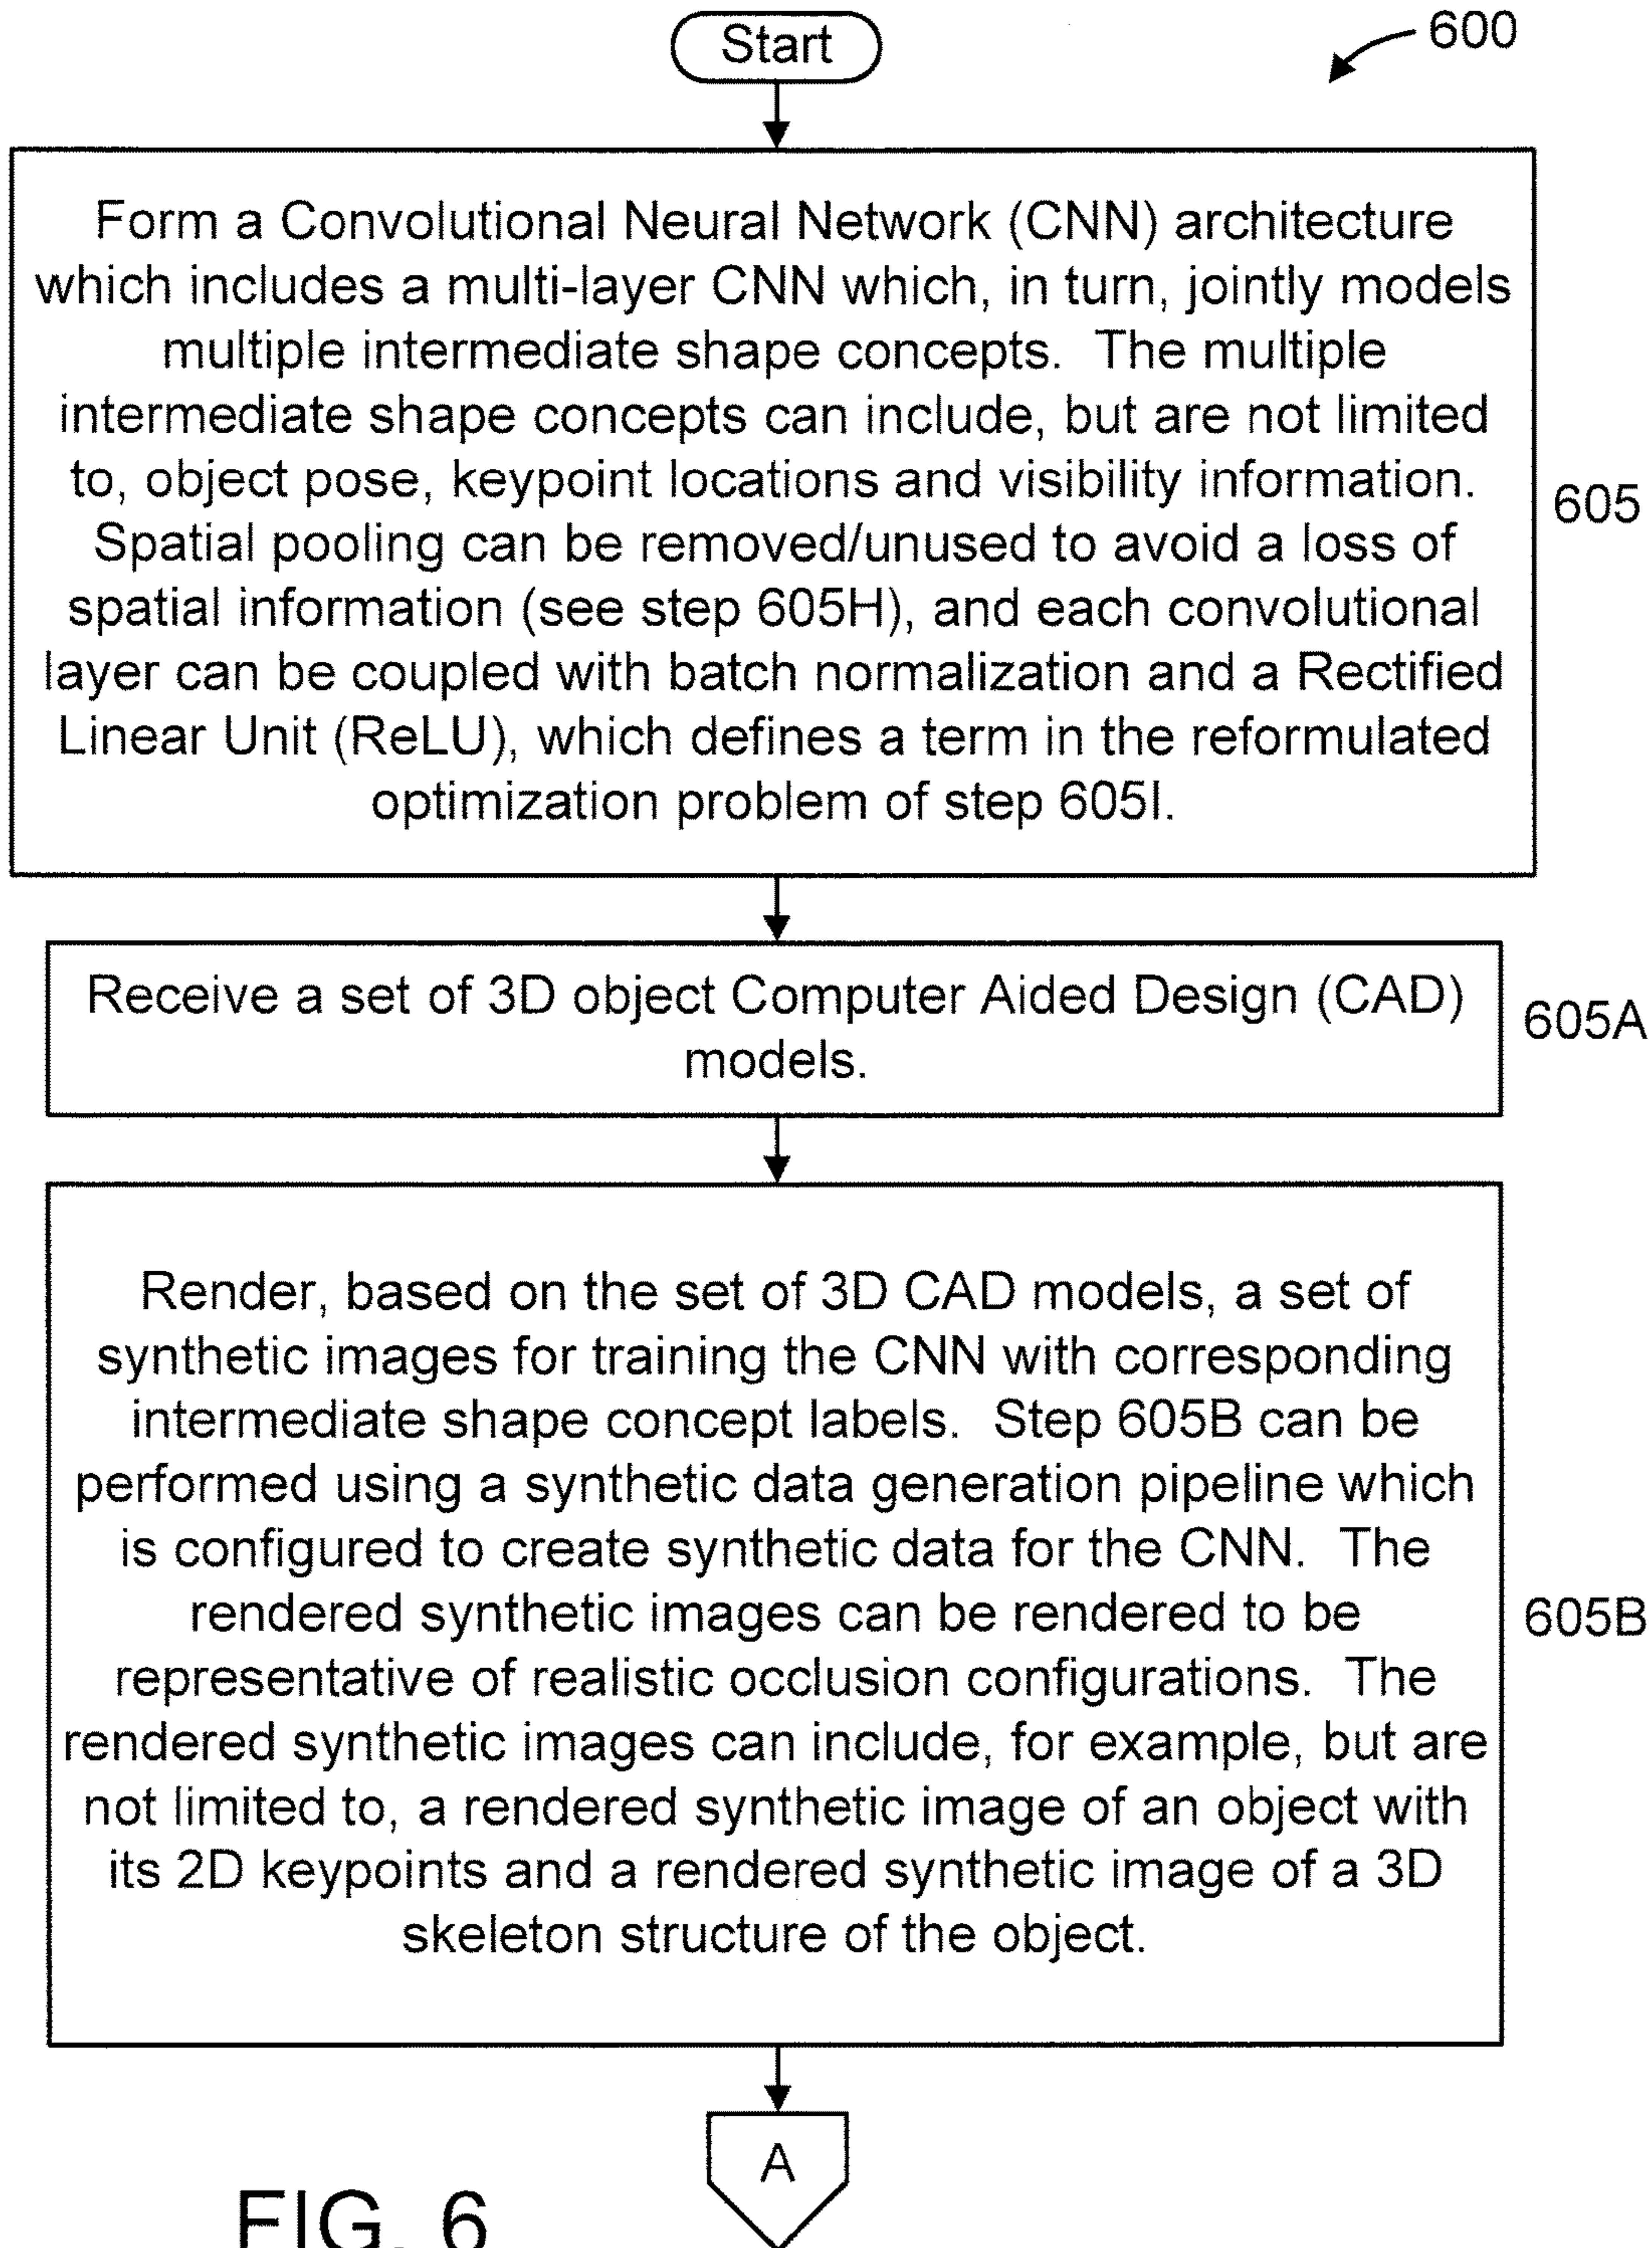 Start
600
Form a Convolutional Neural Network (CNN) architecture
which includes a multi-layer CNN which, in turn, jointly models
multiple intermediate shape concepts. The multiple
intermediate shape concepts can include, but are not limited
to, object pose, keypoint locations and visibility information.
Spatial pooling can be removed/unused to avoid a loss of
spatial information (see step 605H), and each convolutional
layer can be coupled with batch normalization and a Rectified
Linear Unit (ReLU), which defines a term in the reformulated
optimization problem of step 605I.
605
Receive a set of 3D object Computer Aided Design (CAD)
models.
605A
Render, based on the set of 3D CAD models, a set of
synthetic images for training the CNN with corresponding
intermediate shape concept labels. Step 605B can be
performed using a synthetic data generation pipeline which
is configured to create synthetic data for the CNN. The
rendered synthetic images can be rendered to be
representative of realistic occlusion configurations. The
rendered synthetic images can include, for example, but are
not limited to, a rendered synthetic image of an object with
its 2D keypoints and a rendered synthetic image of a 3D
skeleton structure of the object.
605B
A
FIG. 6